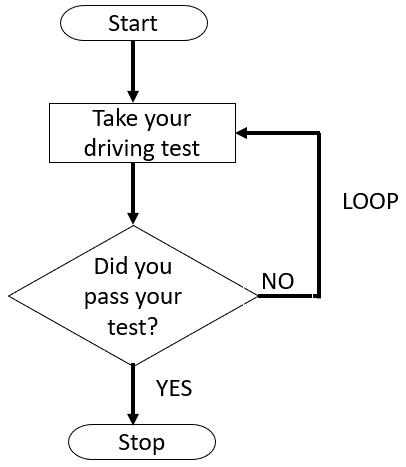 Start
Take your
driving test
LOOP
Did you
pass your
test?
NO
YES
Stop